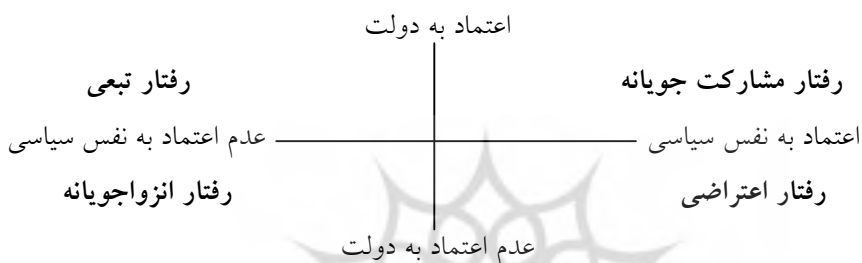 اعتماد به دولت
رفتار مشارکت جویانه
رفتار تبعی
اعتماد به نفس سیاسی
عدم اعتماد به نفس سیاسی
رفتار اعتراضی
رفتار انزواجویانه
عدم اعتماد به دولت